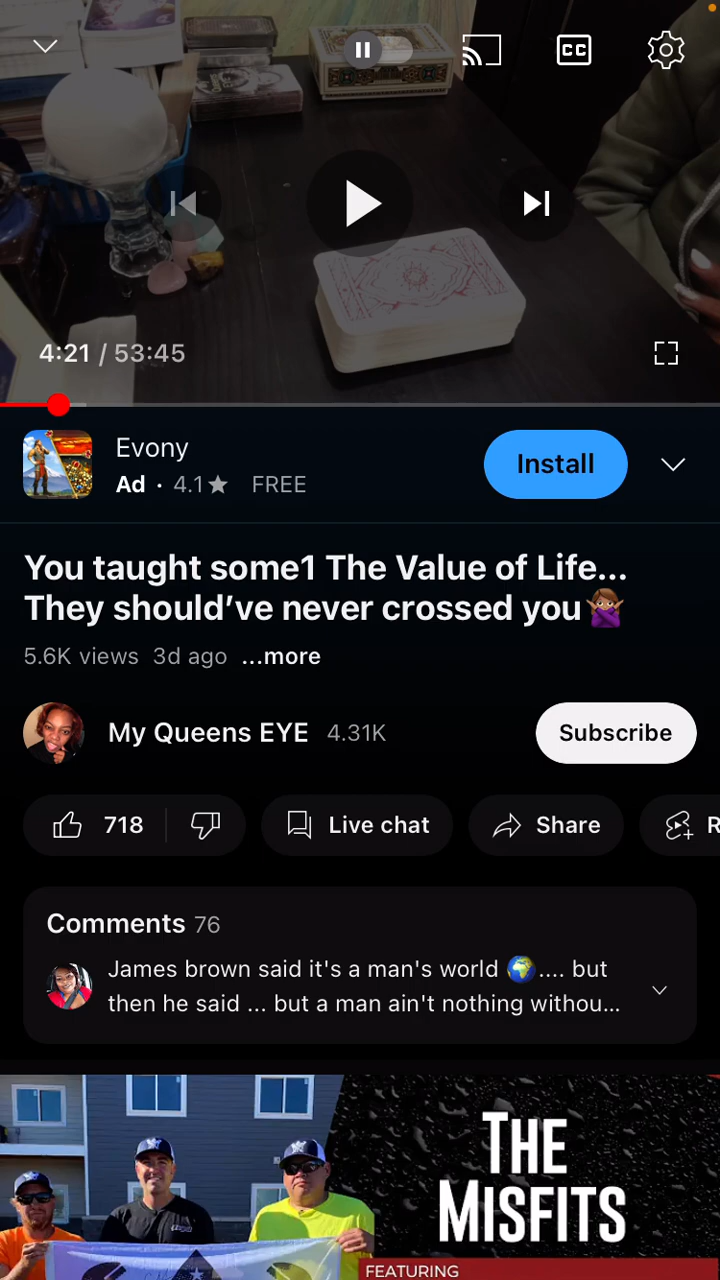 CC
4:21 / 53:45
Evony
Ad · 4.1★ FREE
Install
You taught some1 The Value of Life...
They should've never crossed you🙅🏽‍♀️
5.6K views 3d ago ...more
My Queens EYE 4.31K
Subscribe
718
Live chat
Share
R
Comments 76
James brown said it's a man's world 🌍.... but
then he said ... but a man ain't nothing withou...
THE
MISFITS
FEATURING